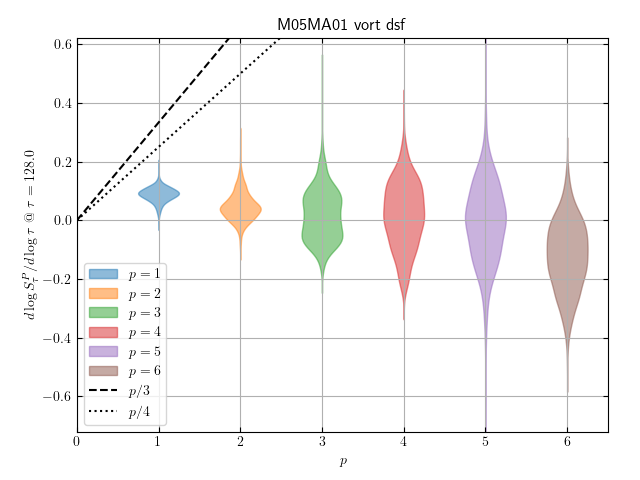 M05MA01 vort dsf
d log S_τ^P / d log τ @ τ = 128.0
0.6
0.4
0.2
0.0
−0.2
−0.4
−0.6
p = 1
p = 2
p = 3
p = 4
p = 5
p = 6
p/3
p/4
0 1 2 3 4 5 6
p